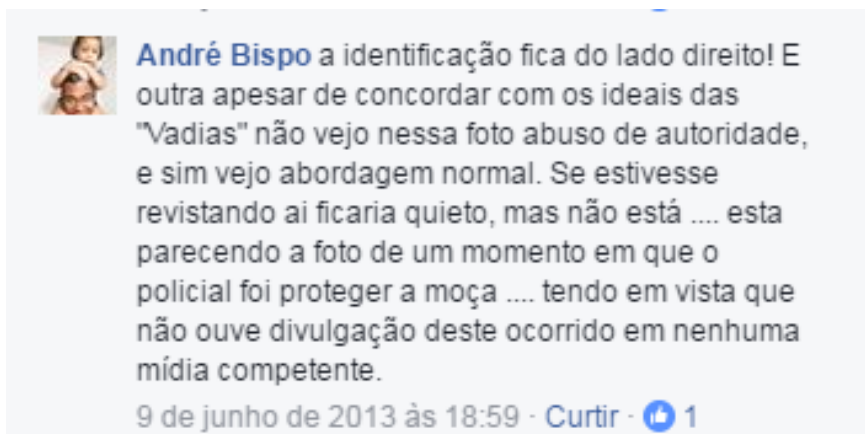 André Bispo a identificação fica do lado direito! E
outra apesar de concordar com os ideais das
"Vadias" não vejo nessa foto abuso de autoridade,
e sim vejo abordagem normal. Se estivesse
revistando ai ficaria quieto, mas não está .... esta
parecendo a foto de um momento em que o
policial foi proteger a moça .... tendo em vista que
não ouve divulgação deste ocorrido em nenhuma
mídia competente.
9 de junho de 2013 às 18:59 · Curtir · 1